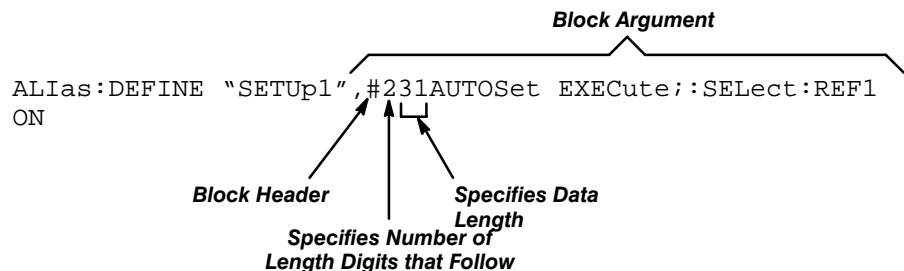 Block Argument
ALIas:DEFINE “SETUp1”,#231AUTOSet EXECute;:SELect:REF1
ON
Block Header
Specifies Data
Length
Specifies Number of
Length Digits that Follow